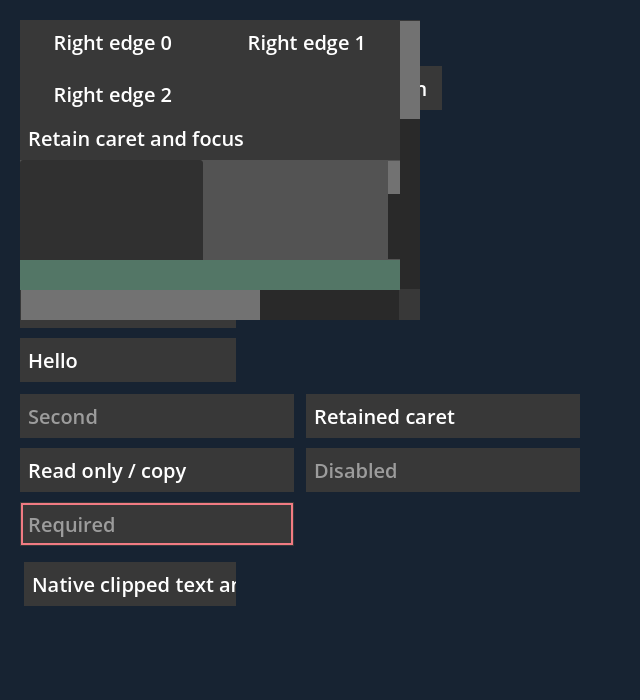 Right edge 0 Right edge 1
Right edge 2
Retain caret and focus
Hello
Second Retained caret
Read only / copy Disabled
Required
Native clipped text